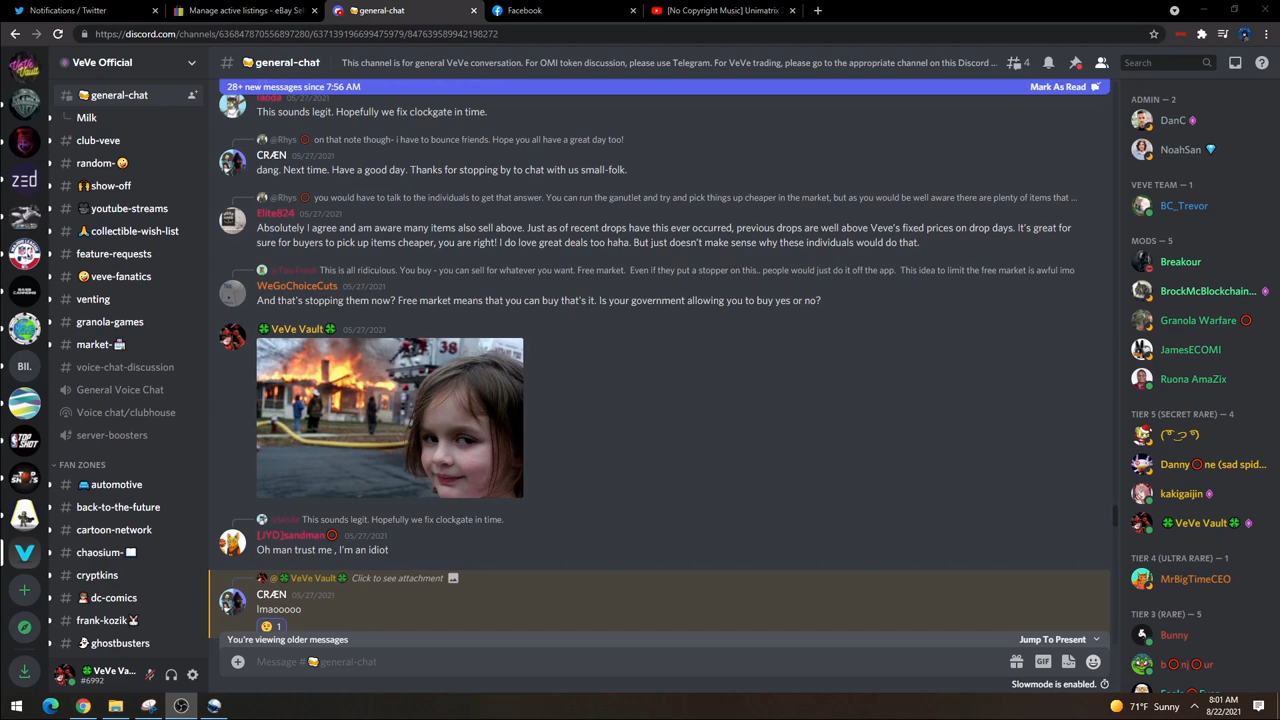 Notifications / Twitter
Manage active listings - eBay Sel
#general-chat
Facebook
[No Copyright Music] Unimatrix
https://discord.com/channels/636847870556897280/637139196699475979/847639589942198272
VeVe Official
general-chat
This channel is for general VeVe conversation. For OMI token discussion, please use Telegram. For VeVe trading, please go to the appropriate channel on this Discord ...
4
Search
28+ new messages since 7:56 AM
Mark As Read
general-chat
Milk
club-veve
random-
show-off
youtube-streams
collectible-wish-list
feature-requests
veve-fanatics
venting
granola-games
market-
voice-chat-discussion
General Voice Chat
Voice chat/clubhouse
server-boosters
FAN ZONES
automotive
back-to-the-future
cartoon-network
chaosium-
cryptkins
dc-comics
frank-kozik
ghostbusters
zed
BII.
TOP SHOT
VeVe Va...
#6992
05/27/2021
This sounds legit. Hopefully we fix clockgate in time.
@Rhys on that note though- i have to bounce friends. Hope you all have a great day too!
CRÆN 05/27/2021
dang. Next time. Have a good day. Thanks for stopping by to chat with us small-folk.
@Rhys you would have to talk to the individuals to get that answer. You can run the ganutlet and try and pick things up cheaper in the market, but as you would be well aware there are plenty of items that ...
Elite824 05/27/2021
Absolutely I agree and am aware many items also sell above. Just as of recent drops have this ever occurred, previous drops are well above Veve's fixed prices on drop days. It's great for
sure for buyers to pick up items cheaper, you are right! I do love great deals too haha. But just doesn't make sense why these individuals would do that.
This is all ridiculous. You buy - you can sell for whatever you want. Free market. Even if they put a stopper on this.. people would just do it off the app. This idea to limit the free market is awful imo
WeGoChoiceCuts 05/27/2021
And that's stopping them now? Free market means that you can buy that's it. Is your government allowing you to buy yes or no?
🍀 VeVe Vault 🍀 05/27/2021
38
This sounds legit. Hopefully we fix clockgate in time.
[JYD]sandman⭕ 05/27/2021
Oh man trust me , I'm an idiot
@🍀 VeVe Vault 🍀 Click to see attachment
CRÆN 05/27/2021
lmaooooo
1
You're viewing older messages
Jump To Present
Message #general-chat
GIF
Slowmode is enabled.
ADMIN — 2
DanC
NoahSan
VEVE TEAM — 1
BC_Trevor
MODS — 5
Breakour
BrockMcBlockchain...
Granola Warfare ⭕
JamesECOMI
Ruona AmaZix
TIER 5 (SECRET RARE) — 4
( ͡° ͜ʖ ͡°)
Danny⭕ne (sad spid...
kakigaijin
🍀 VeVe Vault 🍀
TIER 4 (ULTRA RARE) — 1
MrBigTimeCEO
TIER 3 (RARE) — 5
Bunny
b⭕nj⭕ur
71°F Sunny
8:01 AM
8/22/2021